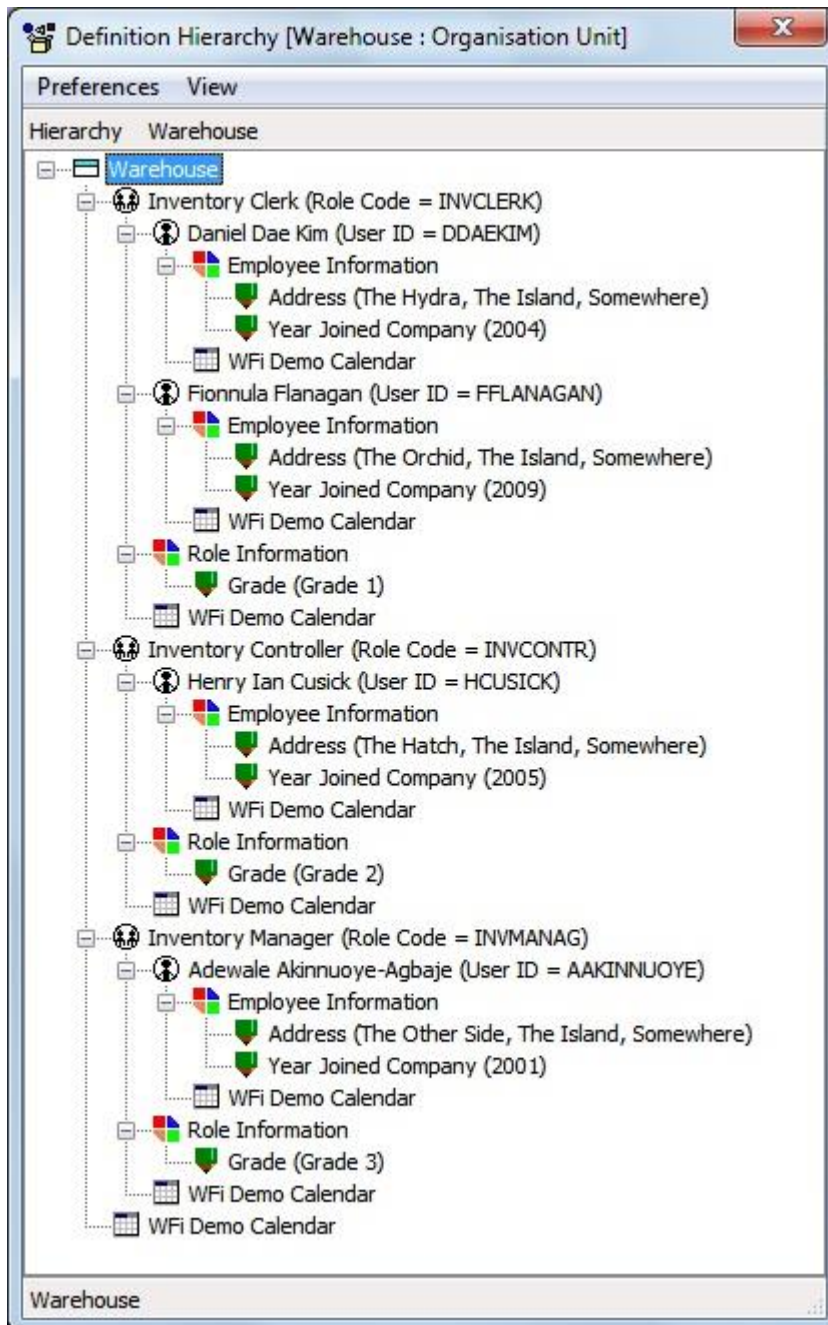 Definition Hierarchy [Warehouse : Organisation Unit]
Preferences View
Hierarchy Warehouse
Warehouse
Inventory Clerk (Role Code = INVCLERK)
Daniel Dae Kim (User ID = DDAEKIM)
Employee Information
Address (The Hydra, The Island, Somewhere)
Year Joined Company (2004)
WFi Demo Calendar
Fionnula Flanagan (User ID = FFLANAGAN)
Employee Information
Address (The Orchid, The Island, Somewhere)
Year Joined Company (2009)
WFi Demo Calendar
Role Information
Grade (Grade 1)
WFi Demo Calendar
Inventory Controller (Role Code = INVCONTR)
Henry Ian Cusick (User ID = HCUSICK)
Employee Information
Address (The Hatch, The Island, Somewhere)
Year Joined Company (2005)
WFi Demo Calendar
Role Information
Grade (Grade 2)
WFi Demo Calendar
Inventory Manager (Role Code = INVMANAG)
Adewale Akinnuoye-Agbaje (User ID = AAKINNUOYE)
Employee Information
Address (The Other Side, The Island, Somewhere)
Year Joined Company (2001)
WFi Demo Calendar
Role Information
Grade (Grade 3)
WFi Demo Calendar
WFi Demo Calendar
Warehouse